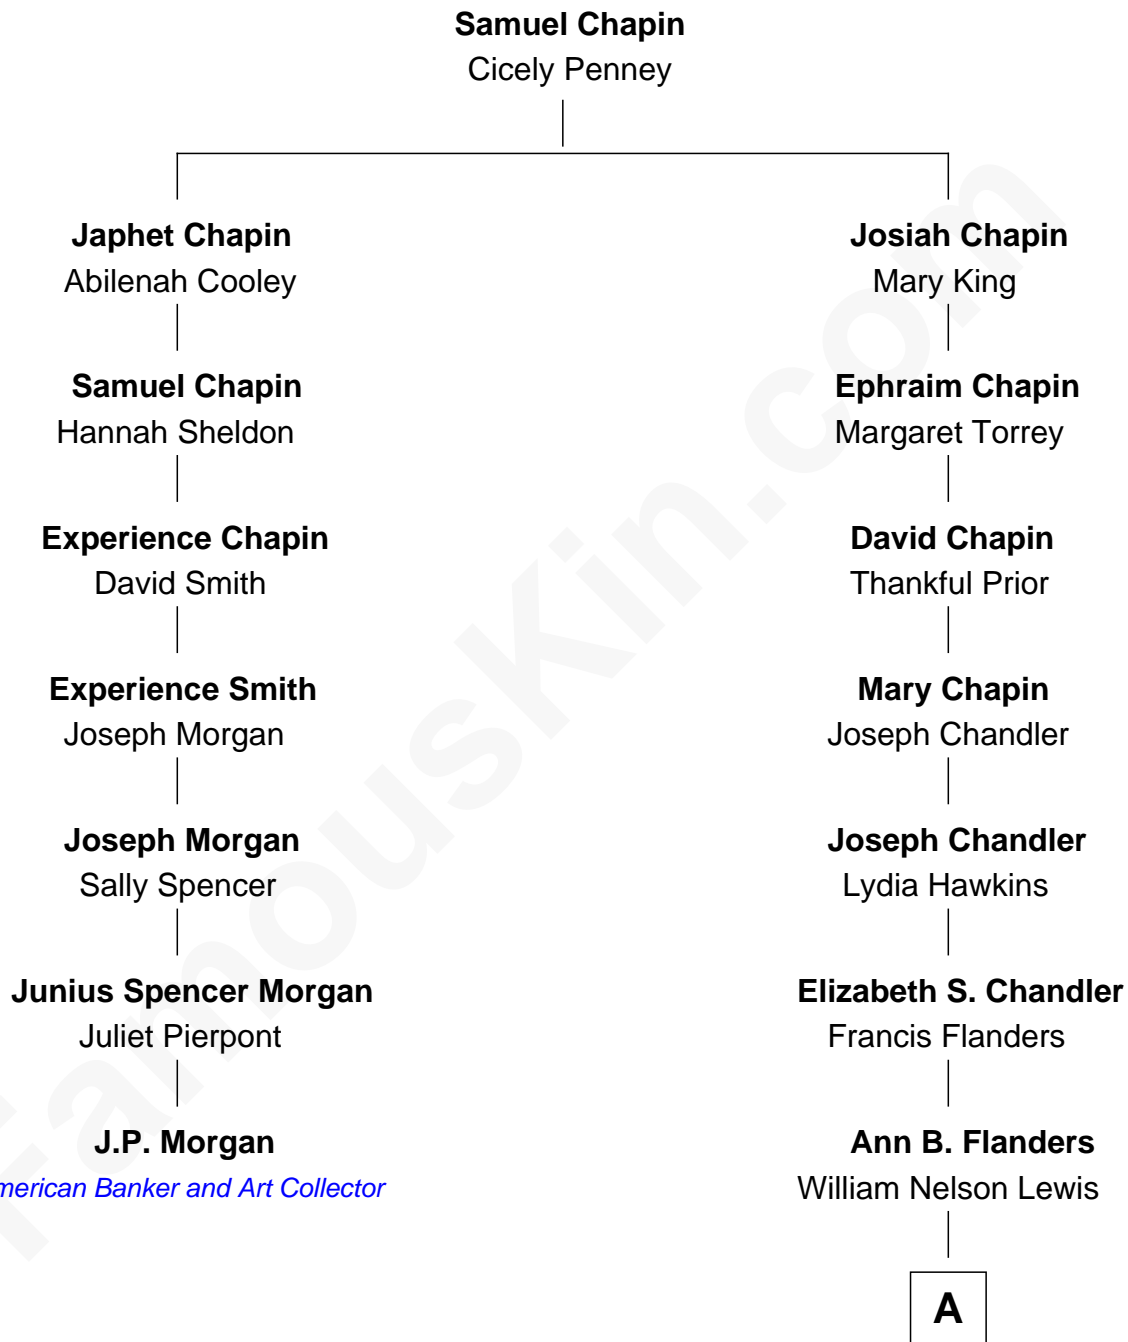 Samuel Chapin
Cicely Penney
Japhet Chapin
Abilenah Cooley
Samuel Chapin
Hannah Sheldon
Experience Chapin
David Smith
Experience Smith
Joseph Morgan
Joseph Morgan
Sally Spencer
Junius Spencer Morgan
Juliet Pierpont
J.P. Morgan
merican Banker and Art Collector
Josiah Chapin
Mary King
Ephraim Chapin
Margaret Torrey
David Chapin
Thankful Prior
Mary Chapin
Joseph Chandler
Joseph Chandler
Lydia Hawkins
Elizabeth S. Chandler
Francis Flanders
Ann B. Flanders
William Nelson Lewis
A
FamousKin.com